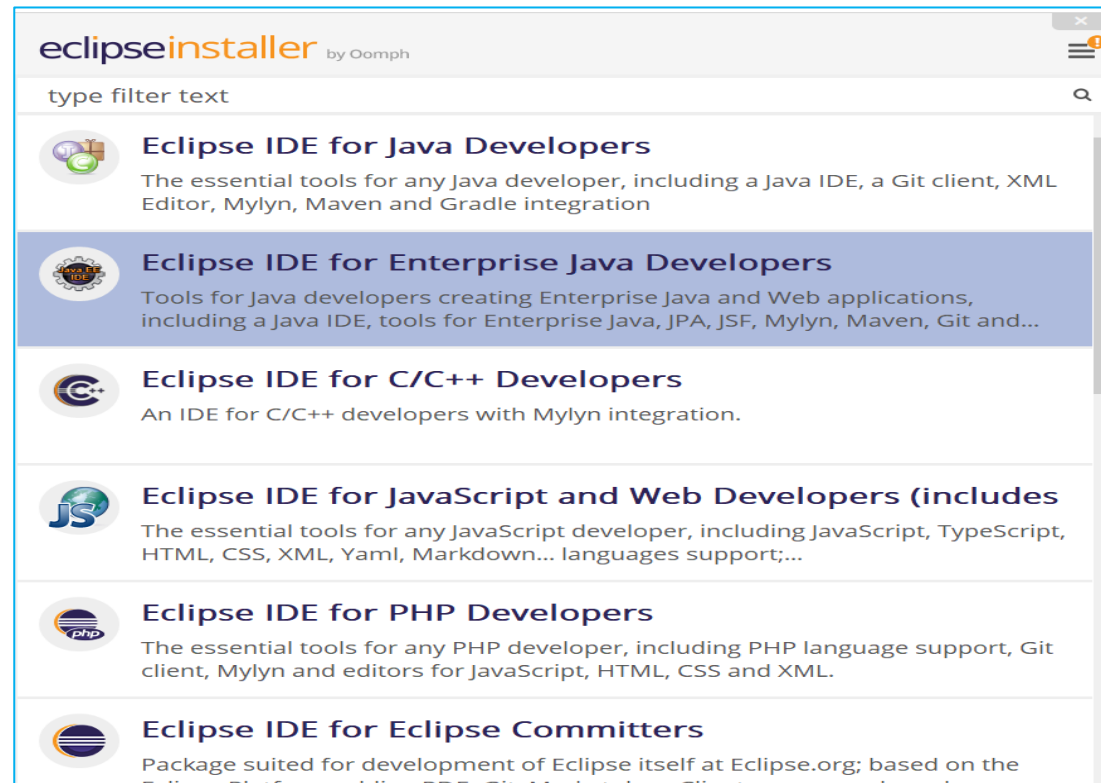 eclipseinstaller by Oomph
type filter text
Eclipse IDE for Java Developers
The essential tools for any Java developer, including a Java IDE, a Git client, XML
Editor, Mylyn, Maven and Gradle integration
Java EE
IDE
Eclipse IDE for Enterprise Java Developers
Tools for Java developers creating Enterprise Java and Web applications,
including a Java IDE, tools for Enterprise Java, JPA, JSF, Mylyn, Maven, Git and...
C++
Eclipse IDE for C/C++ Developers
An IDE for C/C++ developers with Mylyn integration.
JS
Eclipse IDE for JavaScript and Web Developers (includes
The essential tools for any JavaScript developer, including JavaScript, TypeScript,
HTML, CSS, XML, Yaml, Markdown... languages support;...
php
Eclipse IDE for PHP Developers
The essential tools for any PHP developer, including PHP language support, Git
client, Mylyn and editors for JavaScript, HTML, CSS and XML.
Eclipse IDE for Eclipse Committers
Package suited for development of Eclipse itself at Eclipse.org; based on the